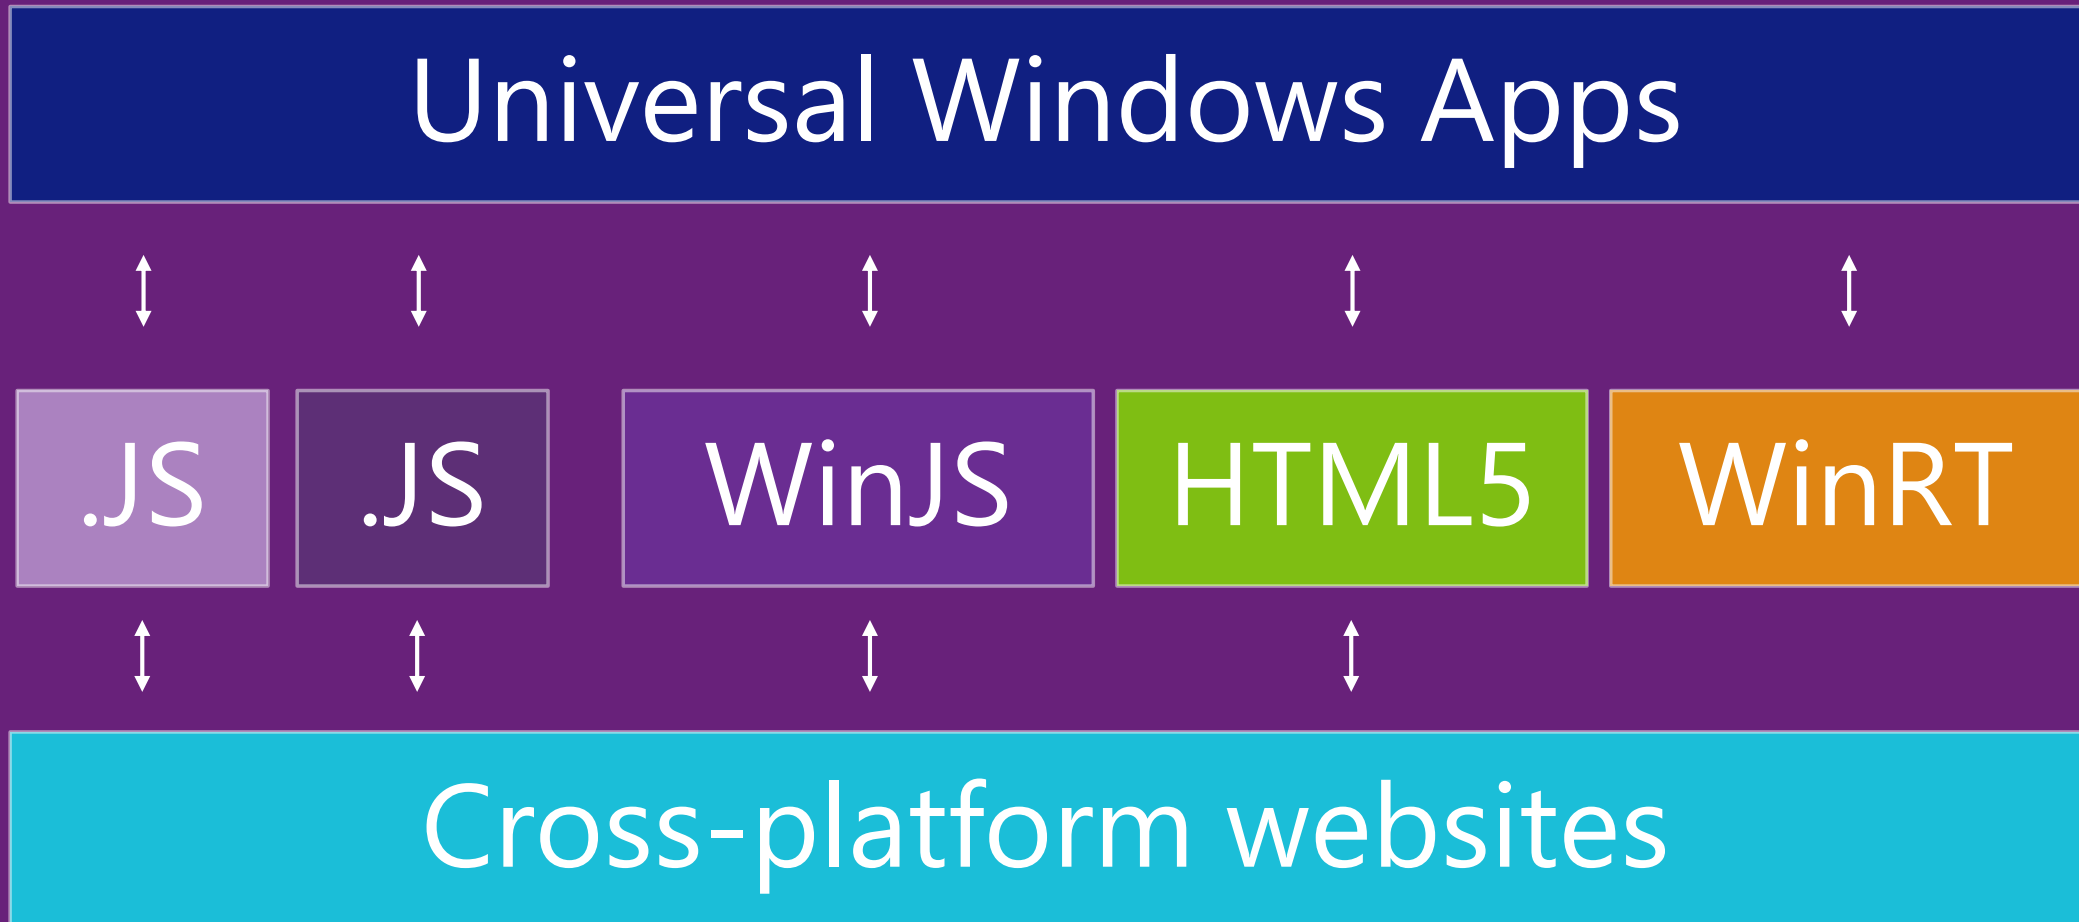 Universal Windows Apps
.JS
.JS
WinJS
HTML5
WinRT
Cross-platform websites